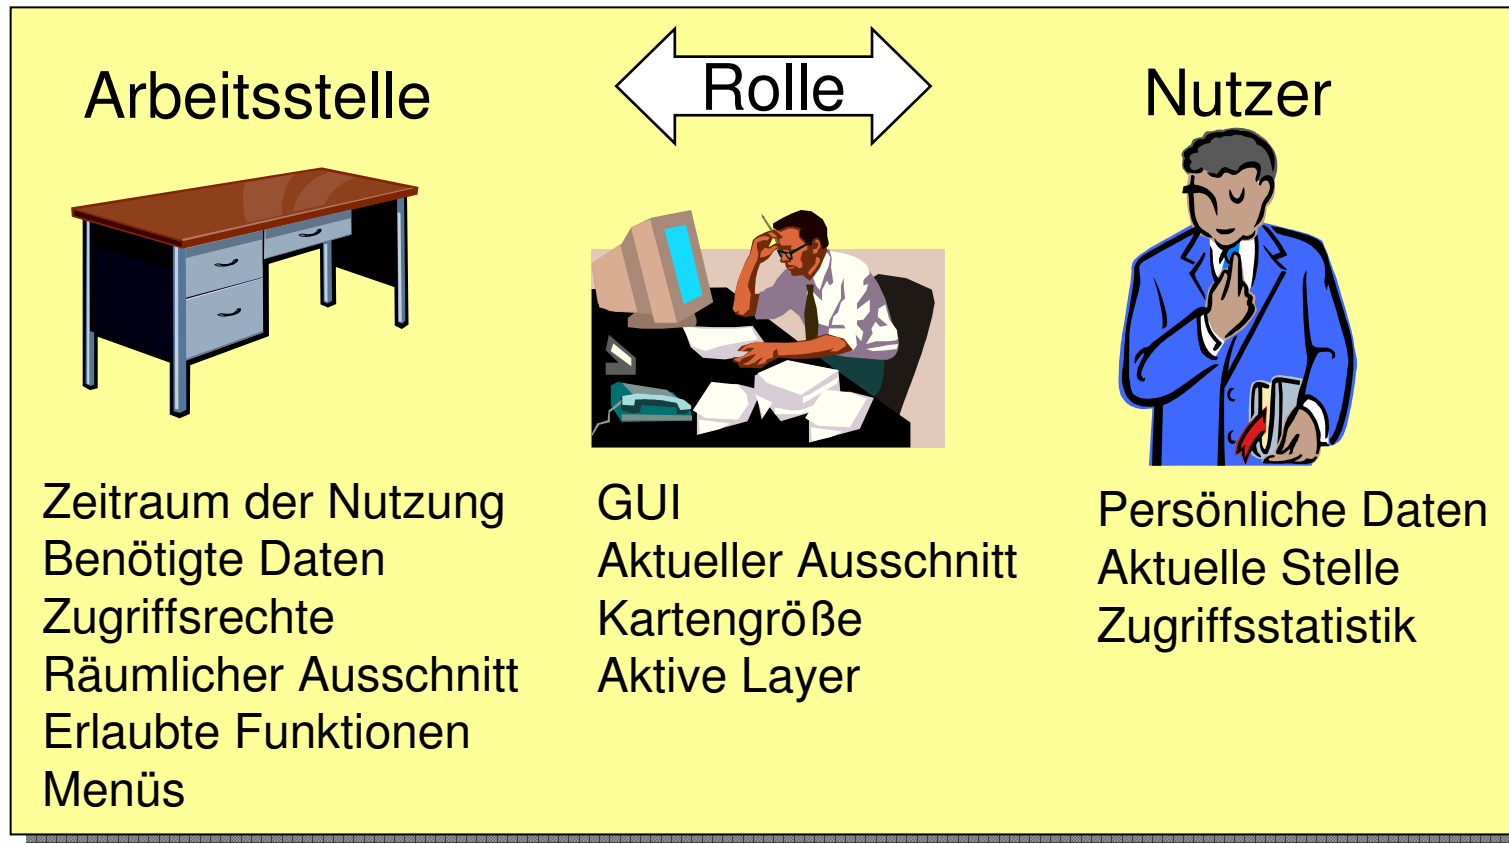 Arbeitsstelle
Rolle
Nutzer
Zeitraum der Nutzung
Benötigte Daten
Zugriffsrechte
Räumlicher Ausschnitt
Erlaubte Funktionen
Menüs
GUI
Aktueller Ausschnitt
Kartengröße
Aktive Layer
Persönliche Daten
Aktuelle Stelle
Zugriffsstatistik